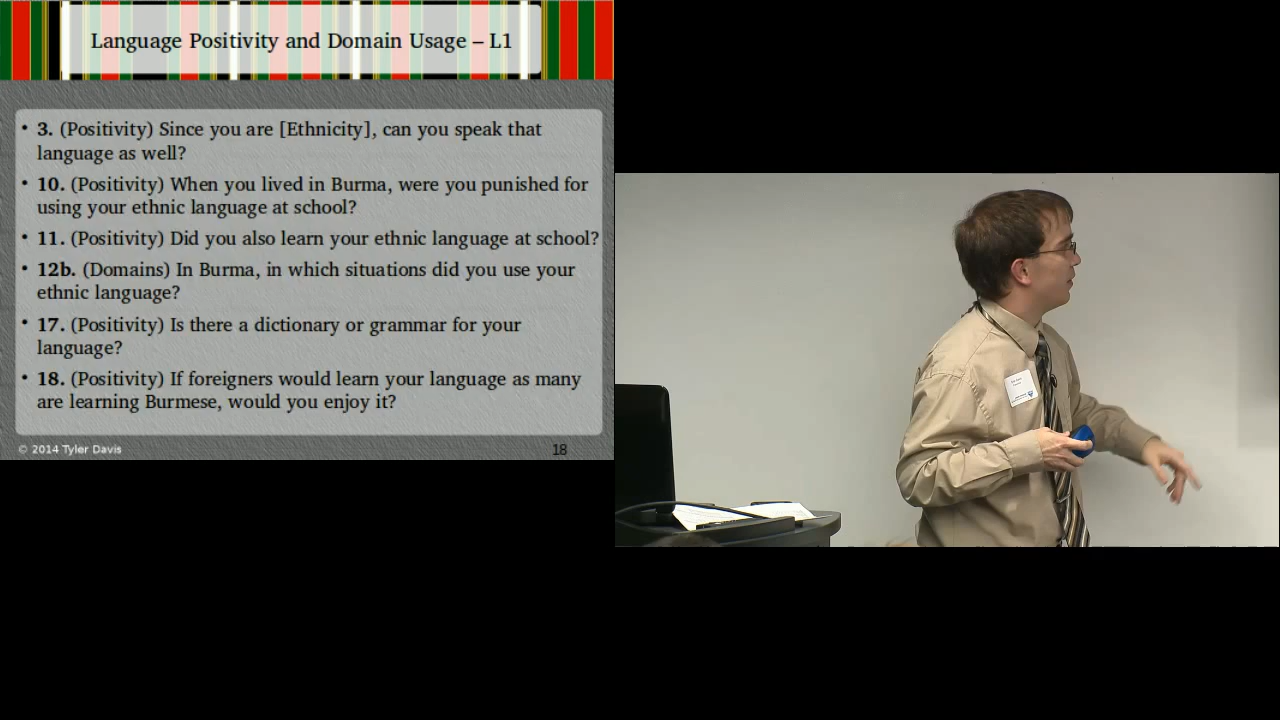 Language Positivity and Domain Usage – L1
• 3. (Positivity) Since you are [Ethnicity], can you speak that
language as well?
• 10. (Positivity) When you lived in Burma, were you punished for
using your ethnic language at school?
• 11. (Positivity) Did you also learn your ethnic language at school?
• 12b. (Domains) In Burma, in which situations did you use your
ethnic language?
• 17. (Positivity) Is there a dictionary or grammar for your
language?
• 18. (Positivity) If foreigners would learn your language as many
are learning Burmese, would you enjoy it?
© 2014 Tyler Davis
18